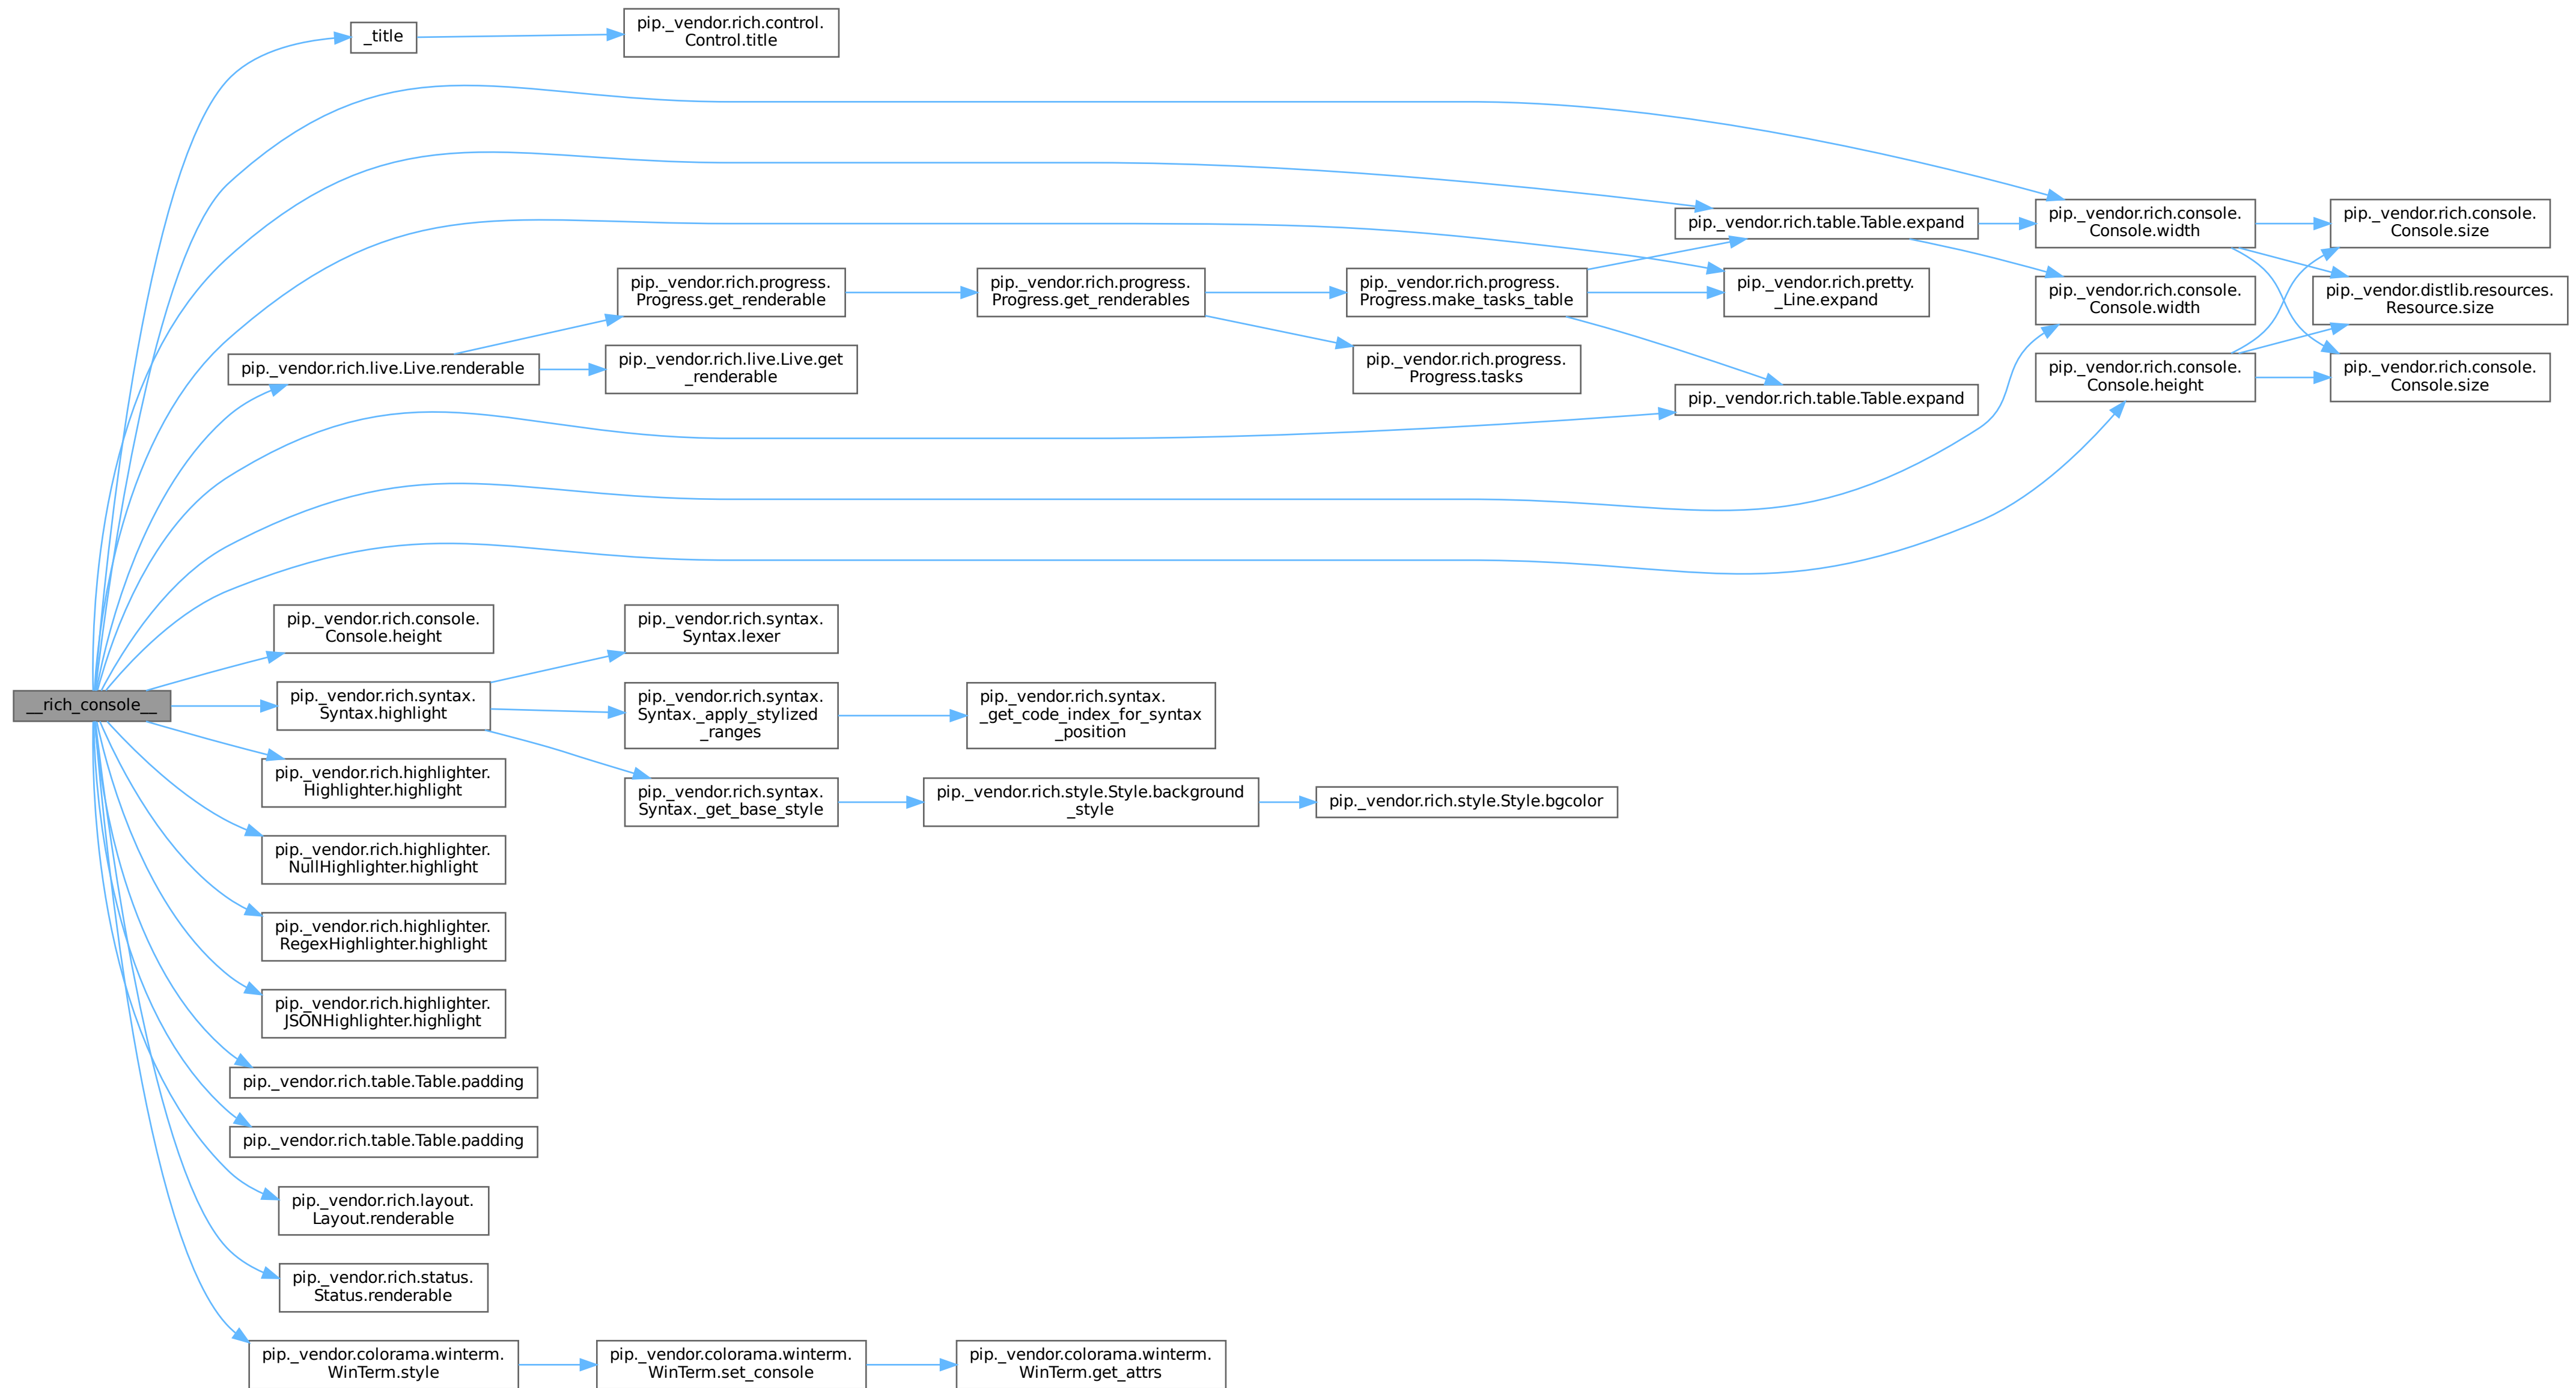 _title
pip._vendor.rich.control.
Control.title
pip._vendor.rich.table.Table.expand
pip._vendor.rich.console.
Console.width
pip._vendor.rich.console.
Console.size
pip._vendor.rich.progress.
Progress.get_renderable
pip._vendor.rich.progress.
Progress.get_renderables
pip._vendor.rich.progress.
Progress.make_tasks_table
pip._vendor.rich.pretty.
_Line.expand
pip._vendor.rich.console.
Console.width
pip._vendor.distlib.resources.
Resource.size
pip._vendor.rich.live.Live.renderable
pip._vendor.rich.live.Live.get
_renderable
pip._vendor.rich.progress.
Progress.tasks
pip._vendor.rich.table.Table.expand
pip._vendor.rich.console.
Console.height
pip._vendor.rich.console.
Console.size
pip._vendor.rich.console.
Console.height
pip._vendor.rich.syntax.
Syntax.lexer
__rich_console__
pip._vendor.rich.syntax.
Syntax.highlight
pip._vendor.rich.syntax.
Syntax._apply_stylized
_ranges
pip._vendor.rich.syntax.
_get_code_index_for_syntax
_position
pip._vendor.rich.highlighter.
Highlighter.highlight
pip._vendor.rich.syntax.
Syntax._get_base_style
pip._vendor.rich.style.Style.background
_style
pip._vendor.rich.style.Style.bgcolor
pip._vendor.rich.highlighter.
NullHighlighter.highlight
pip._vendor.rich.highlighter.
RegexHighlighter.highlight
pip._vendor.rich.highlighter.
JSONHighlighter.highlight
pip._vendor.rich.table.Table.padding
pip._vendor.rich.table.Table.padding
pip._vendor.rich.layout.
Layout.renderable
pip._vendor.rich.status.
Status.renderable
pip._vendor.colorama.winterm.
WinTerm.style
pip._vendor.colorama.winterm.
WinTerm.set_console
pip._vendor.colorama.winterm.
WinTerm.get_attrs